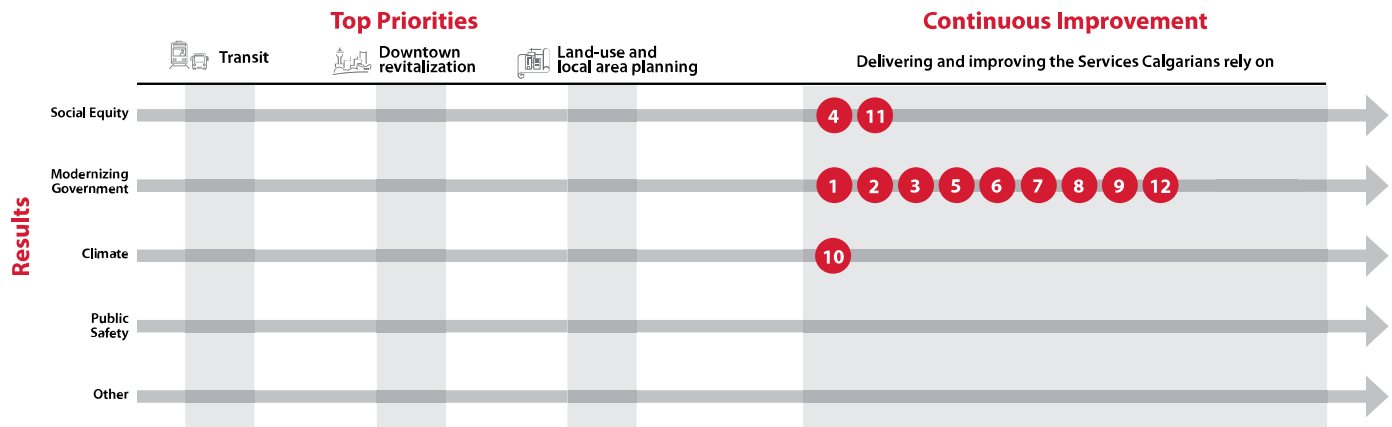 Top Priorities
Continuous Improvement
Transit
Downtown
revitalization
Land-use and
local area planning
Delivering and improving the Services Calgarians rely on
Results
Social Equity
4 11
Modernizing
Government
1 2 3 5 6 7 8 9 12
Climate
10
Public
Safety
Other